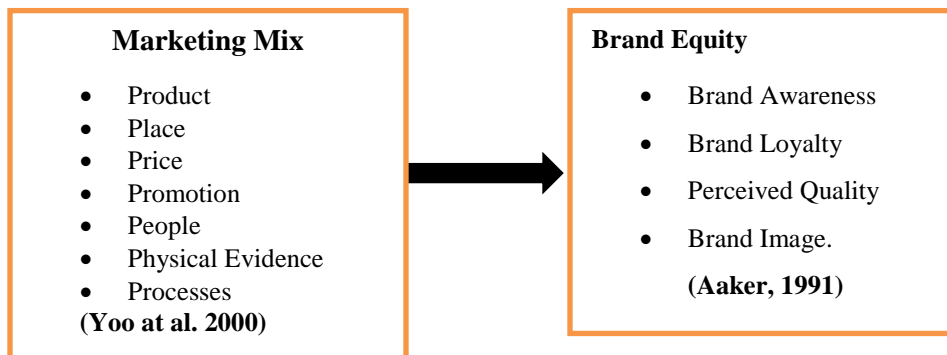 Marketing Mix
• Product
• Place
• Price
• Promotion
• People
• Physical Evidence
• Processes
(Yoo at al. 2000)
Brand Equity
• Brand Awareness
• Brand Loyalty
• Perceived Quality
• Brand Image.
(Aaker, 1991)